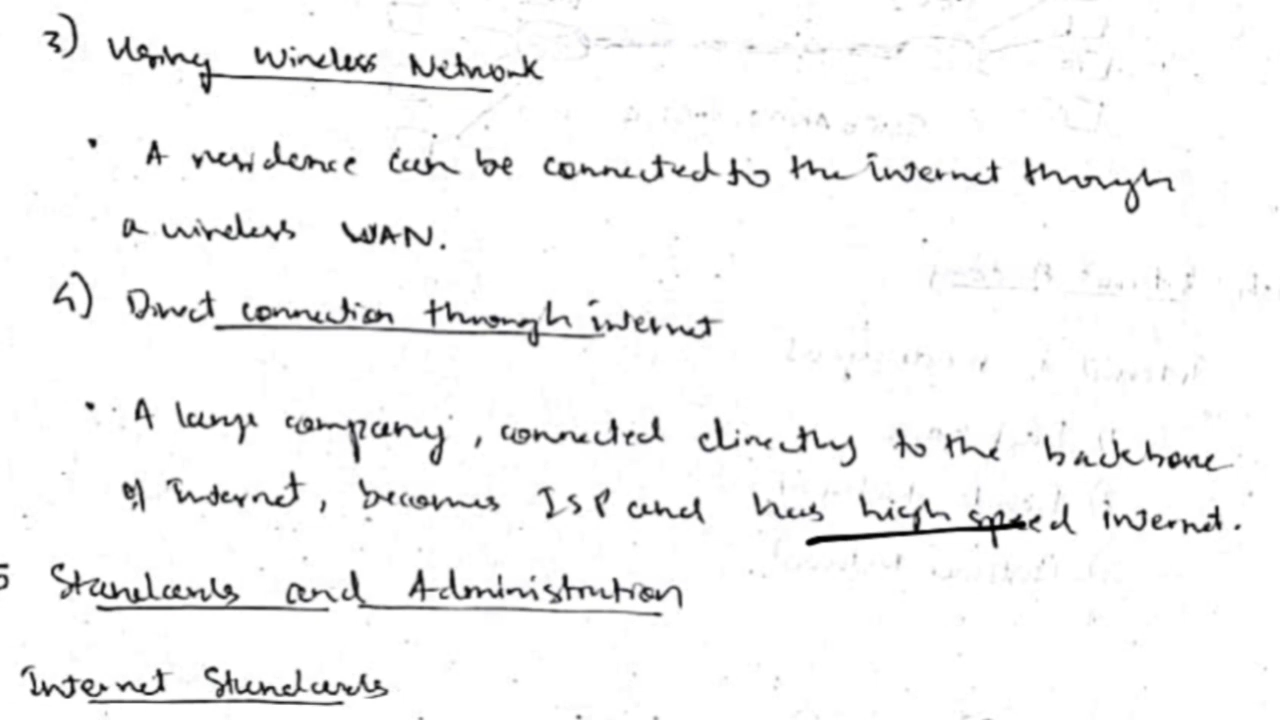 3) Using Wireless Network
• A residence can be connected to the internet through
a wireless WAN.
4) Direct connection through internet
• A large company, connected directly to the backbone
of internet, becomes ISP and has high speed internet.
5 Standards and Administration
Internet Standards